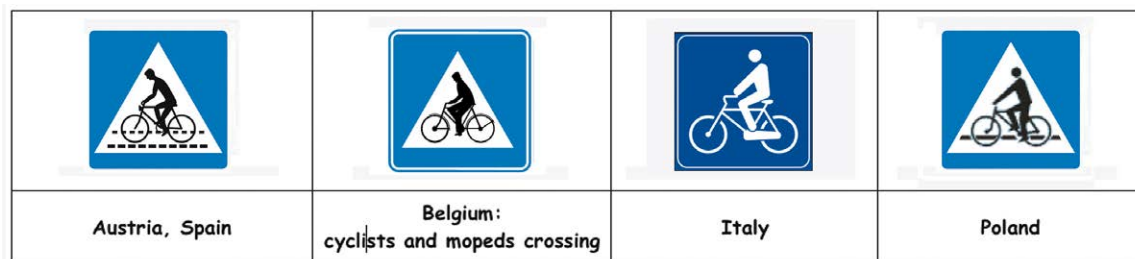 Austria, Spain
Belgium:
cyclists and mopeds crossing
Italy
Poland